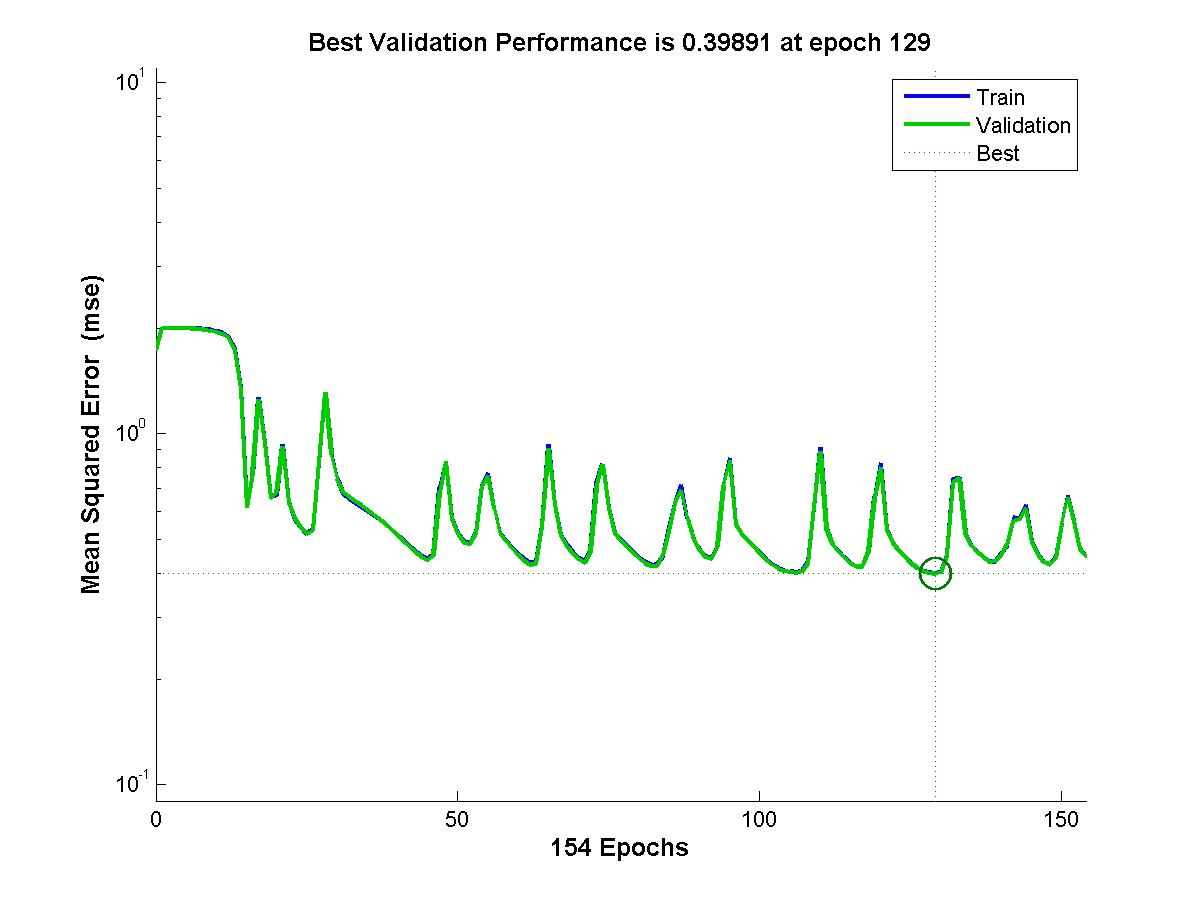 Best Validation Performance is 0.39891 at epoch 129
10^1
Train
Validation
Best
10^0
10^-1
Mean Squared Error (mse)
0
50
100
150
154 Epochs